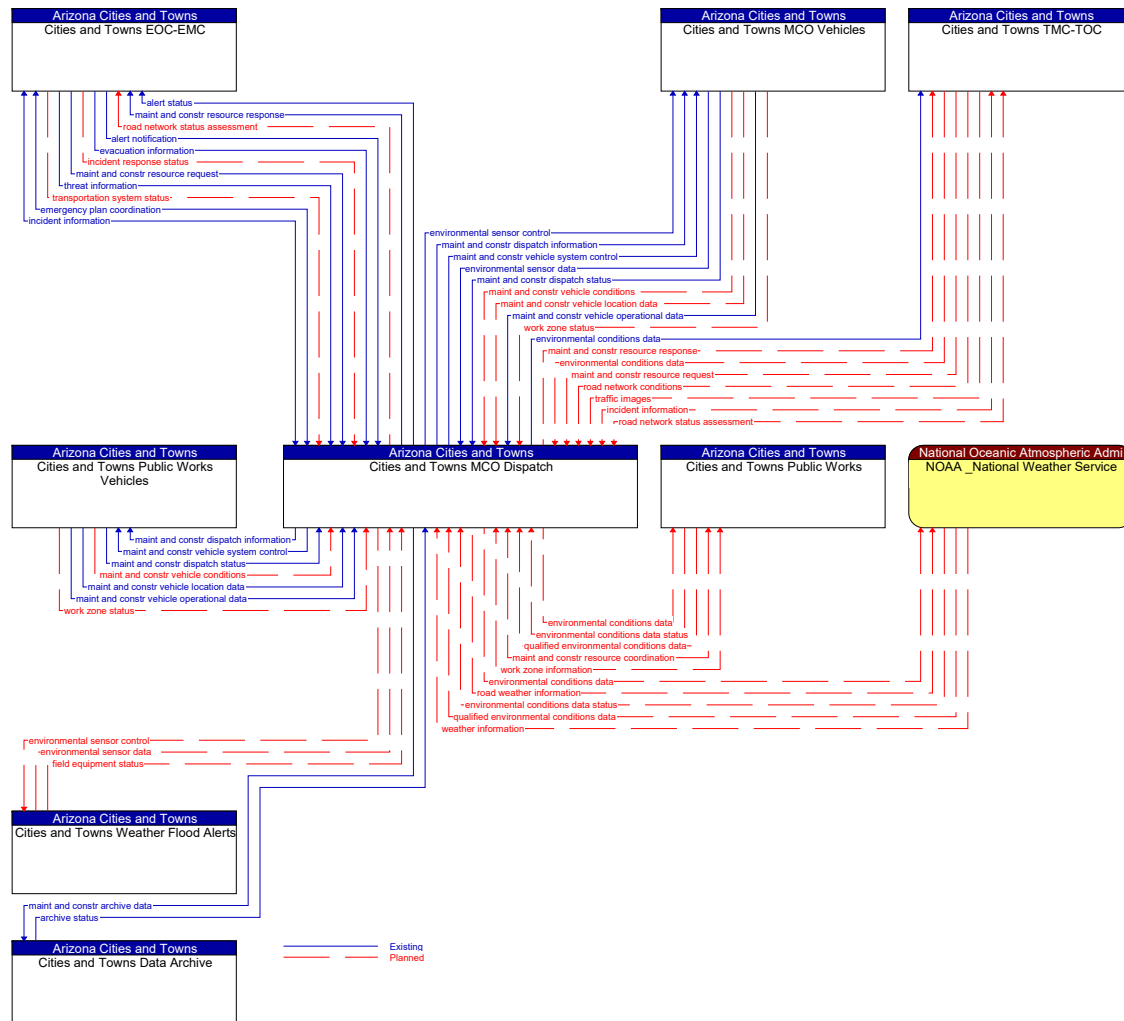 Arizona Cities and Towns
Cities and Towns EOC-EMC
Arizona Cities and Towns
Cities and Towns MCO Vehicles
Arizona Cities and Towns
Cities and Towns TMC-TOC
alert status
maint and constr resource response
road network status assessment
alert notification
evacuation information
incident response status
maint and constr resource request
threat information
transportation system status
emergency plan coordination
incident information
environmental sensor control
maint and constr dispatch information
maint and constr vehicle system control
environmental sensor data
maint and constr dispatch status
maint and constr vehicle conditions
maint and constr vehicle location data
maint and constr vehicle operational data
work zone status
environmental conditions data
maint and constr resource response
environmental conditions data
maint and constr resource request
road network conditions
traffic images
incident information
road network status assessment
Arizona Cities and Towns
Cities and Towns Public Works
Vehicles
Arizona Cities and Towns
Cities and Towns MCO Dispatch
Arizona Cities and Towns
Cities and Towns Public Works
National Oceanic Atmospheric Admi
NOAA _National Weather Service
maint and constr dispatch information
maint and constr vehicle system control
maint and constr dispatch status
maint and constr vehicle conditions
maint and constr vehicle location data
maint and constr vehicle operational data
work zone status
environmental conditions data
environmental conditions data status
qualified environmental conditions data
maint and constr resource coordination
work zone information
environmental conditions data
road weather information
environmental conditions data status
qualified environmental conditions data
weather information
environmental sensor control
environmental sensor data
field equipment status
Arizona Cities and Towns
Cities and Towns Weather Flood Alerts
maint and constr archive data
archive status
Arizona Cities and Towns
Cities and Towns Data Archive
Existing
Planned